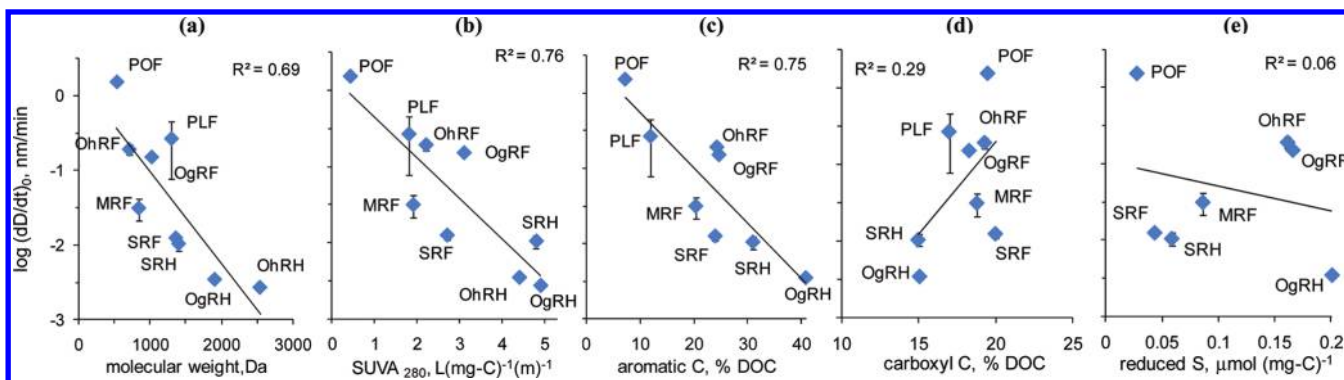 (a)
(b)
(c)
(d)
(e)
log (dD/dt)₀, nm/min
0
-1
-2
-3
POF
R² = 0.69
PLF
OhRF
OgRF
MRF
SRF
SRH
OgRH
OhRH
0 1000 2000 3000
molecular weight,Da
POF
R² = 0.76
PLF
OhRF
OgRF
MRF
SRF
SRH
OhRH
OgRH
0 1 2 3 4 5
SUVA ₂₈₀, L(mg-C)⁻¹(m)⁻¹
POF
R² = 0.75
PLF
OhRF
OgRF
MRF
SRF
SRH
OgRH
0 10 20 30 40
aromatic C, % DOC
R² = 0.29
POF
PLF
OhRF
OgRF
MRF
SRH
SRF
OgRH
10 15 20 25
carboxyl C, % DOC
POF
R² = 0.06
OhRF
OgRF
SRF
MRF
SRH
OgRH
0 0.05 0.1 0.15 0.2
reduced S, μmol (mg-C)⁻¹